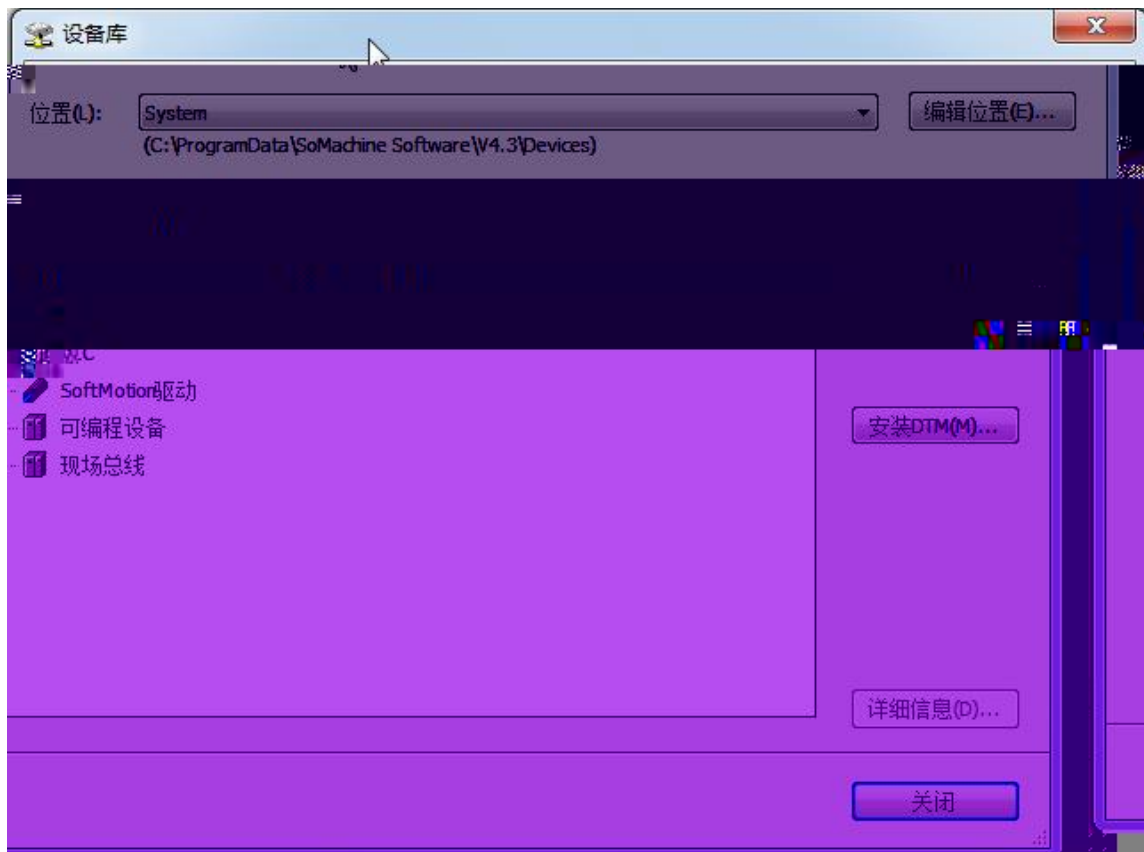 设备库
位置(L): System 编辑位置(E)...
(C:\ProgramData\SoMachine Software\V4.3\Devices)
SoftMotion驱动
可编程设备 安装DTM(M)...
现场总线
详细信息(D)...
关闭